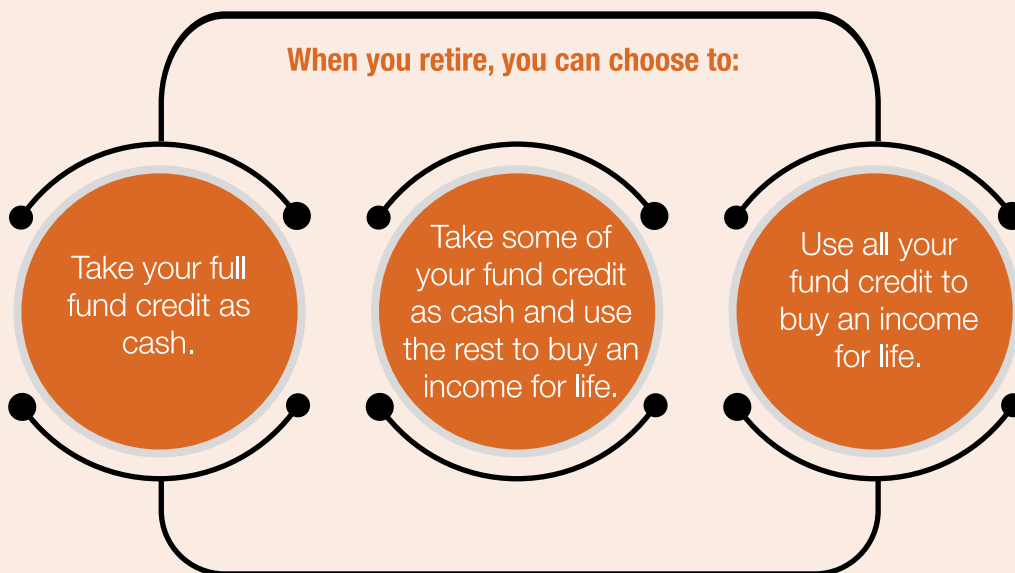 When you retire, you can choose to:
Take your full
fund credit as
cash.
Take some of
your fund credit
as cash and use
the rest to buy an
income for life.
Use all your
fund credit to
buy an income
for life.